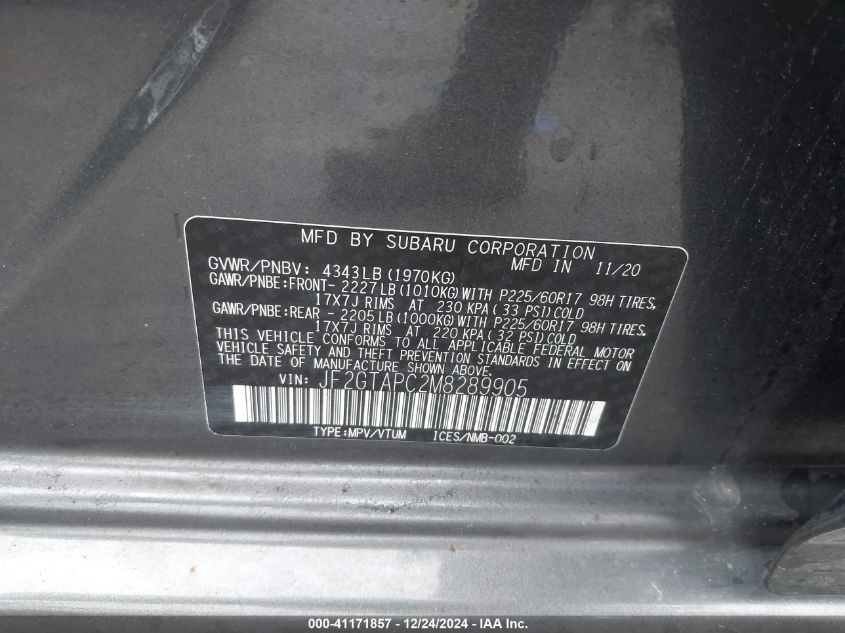 MFD BY SUBARU CORPORATION
GVWR/PNBV: 4343LB (1970KG) MFD IN 11/20
GAWR/PNBE:FRONT- 2227LB (1010KG) WITH P225/60R17 98H TIRES,
17X7J RIMS AT 230 KPA (33 PSI) COLD
GAWR/PNBE:REAR - 2205LB (1000KG) WITH P225/60R17 98H TIRES,
17X7J RIMS AT 220 KPA (32 PSI) COLD
THIS VEHICLE CONFORMS TO ALL APPLICABLE FEDERAL MOTOR
VEHICLE SAFETY AND THEFT PREVENTION STANDARDS IN EFFECT ON
THE DATE OF MANUFACTURE SHOWN ABOVE.
VIN: JF2GTAPC2M8289905
TYPE:MPV/VTUM ICES/NMB-002
000-41171857 - 12/24/2024 - IAAI.com